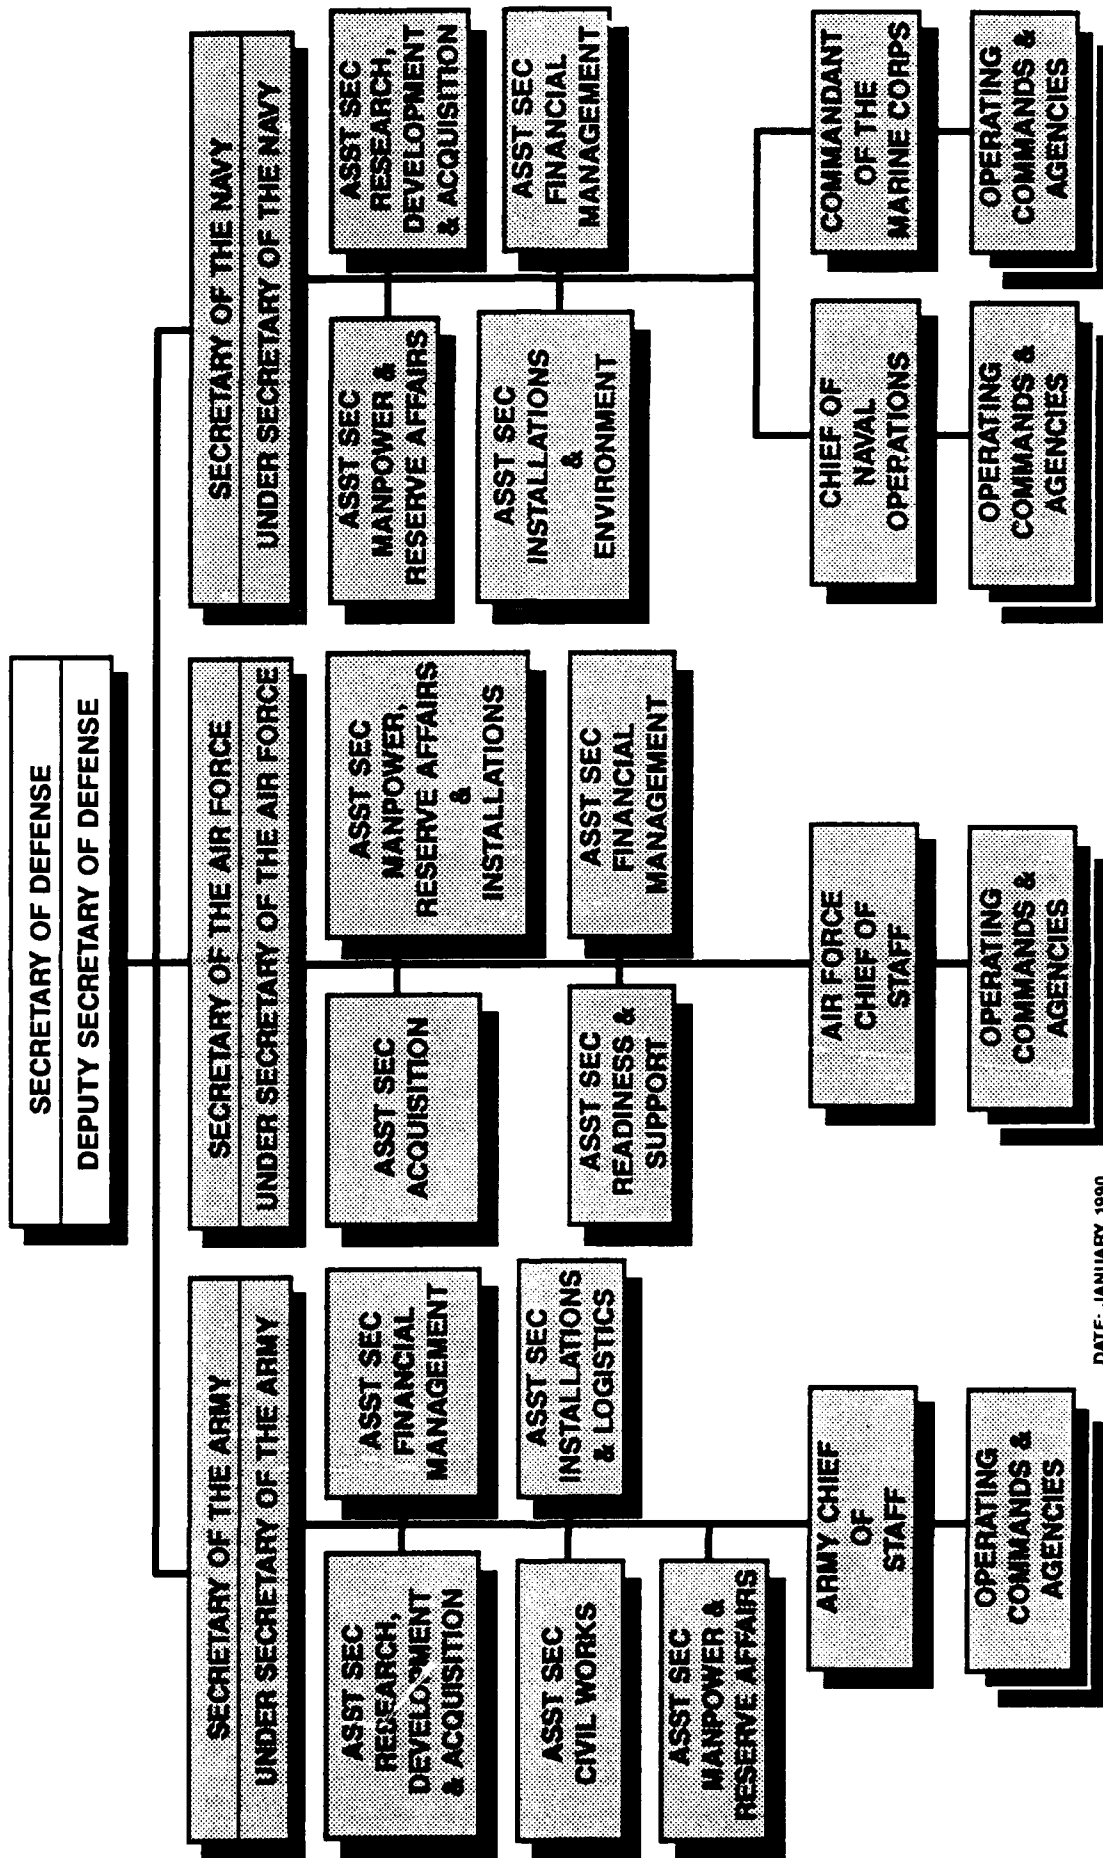 SECRETARY OF DEFENSE
DEPUTY SECRETARY OF DEFENSE
SECRETARY OF THE ARMY
UNDER SECRETARY OF THE ARMY
ASST SEC
RESEARCH,
DEVELOPMENT
& ACQUISITION
ASST SEC
FINANCIAL
MANAGEMENT
ASST SEC
CIVIL WORKS
ASST SEC
INSTALLATIONS
& LOGISTICS
ASST SEC
MANPOWER &
RESERVE AFFAIRS
ARMY CHIEF
OF
STAFF
OPERATING
COMMANDS &
AGENCIES
SECRETARY OF THE AIR FORCE
UNDER SECRETARY OF THE AIR FORCE
ASST SEC
ACQUISITION
ASST SEC
MANPOWER,
RESERVE AFFAIRS
&
INSTALLATIONS
ASST SEC
READINESS &
SUPPORT
ASST SEC
FINANCIAL
MANAGEMENT
AIR FORCE
CHIEF OF
STAFF
OPERATING
COMMANDS &
AGENCIES
SECRETARY OF THE NAVY
UNDER SECRETARY OF THE NAVY
ASST SEC
MANPOWER &
RESERVE AFFAIRS
ASST SEC
RESEARCH,
DEVELOPMENT
& ACQUISITION
ASST SEC
INSTALLATIONS
&
ENVIRONMENT
ASST SEC
FINANCIAL
MANAGEMENT
CHIEF OF
NAVAL
OPERATIONS
OPERATING
COMMANDS &
AGENCIES
COMMANDANT
OF THE
MARINE CORPS
OPERATING
COMMANDS &
AGENCIES
DATE: JANUARY 1990